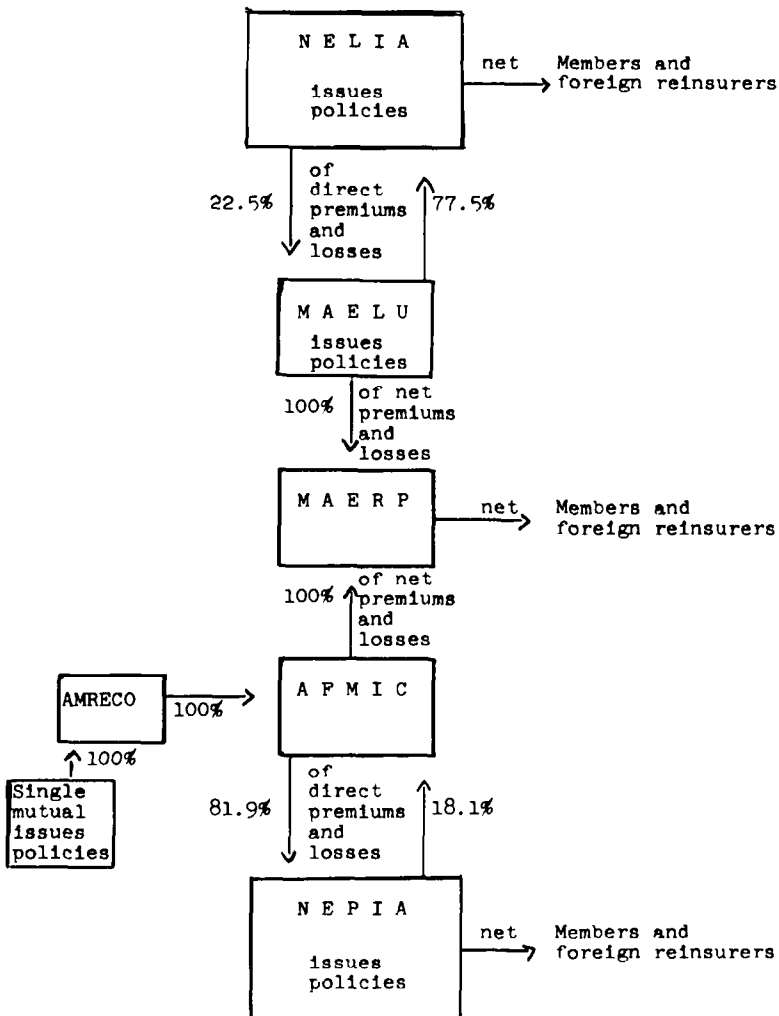 N E L I A
issues
policies
net
Members and
foreign reinsurers
22.5%
of
direct
premiums
and
losses
77.5%
M A E L U
issues
policies
100%
of net
premiums
and
losses
M A E R P
net
Members and
foreign reinsurers
100%
of net
premiums
and
losses
AMRECO
100%
A F M I C
100%
Single
mutual
issues
policies
81.9%
of
direct
premiums
and
losses
18.1%
N E P I A
issues
policies
net
Members and
foreign reinsurers